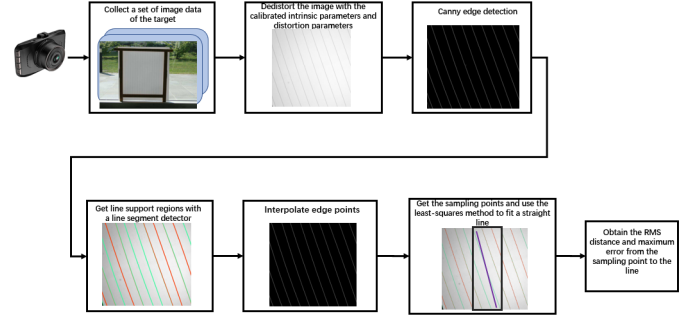 Collect a set of image data
of the target
Dedistort the image with the
calibrated intrinsic parameters and
distortion parameters
Canny edge detection
Get line support regions with
a line segment detector
Interpolate edge points
Get the sampling points and use the
least-squares method to fit a straight
line
Obtain the RMS
distance and maximum
error from the
sampling point to the
line